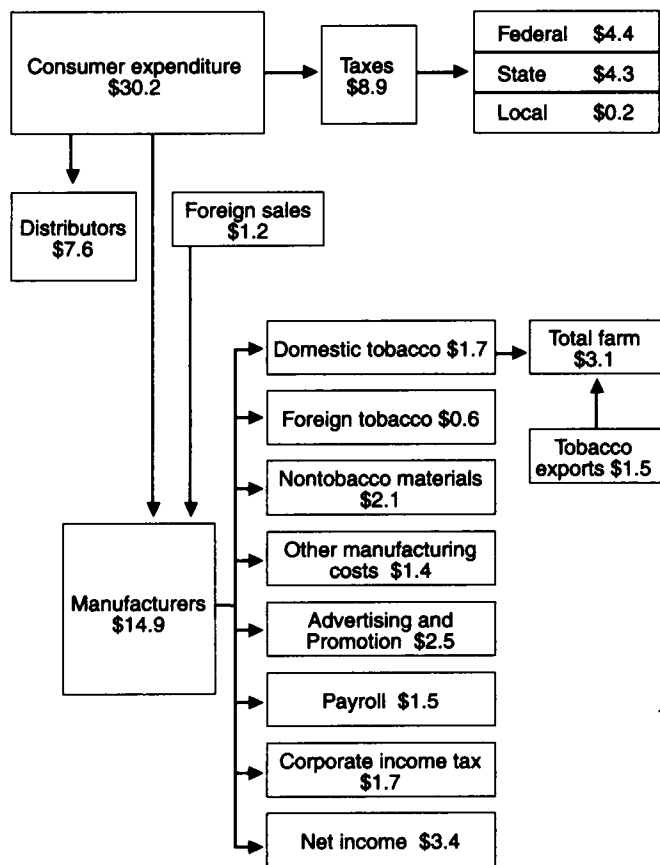 Consumer expenditure
$30.2
Taxes
$8.9
Federal $4.4
State $4.3
Local $0.2
Distributors
$7.6
Foreign sales
$1.2
Domestic tobacco $1.7
Total farm
$3.1
Foreign tobacco $0.6
Tobacco
exports $1.5
Nontobacco materials
$2.1
Other manufacturing
costs $1.4
Manufacturers
$14.9
Advertising and
Promotion $2.5
Payroll $1.5
Corporate income tax
$1.7
Net income $3.4